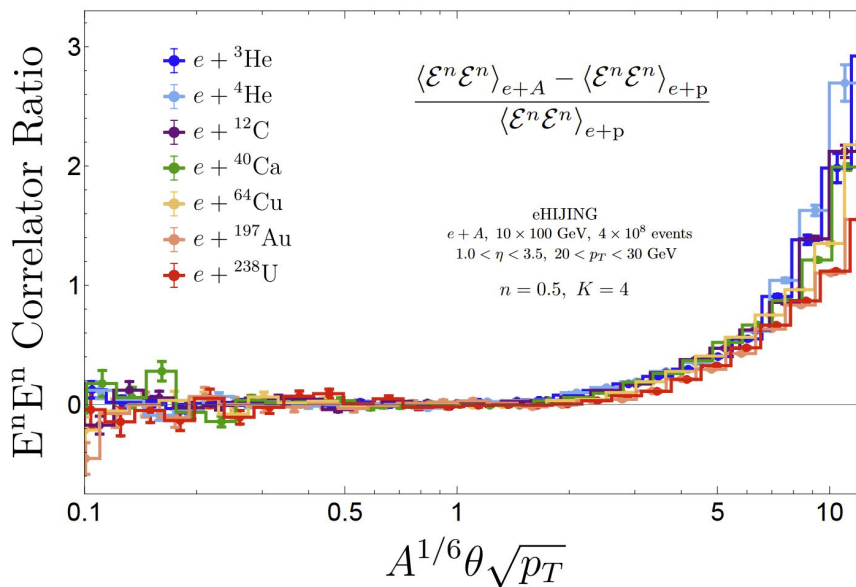 3
2
1
0
EⁿEⁿ Correlator Ratio
e + ³He
e + ⁴He
e + ¹²C
e + ⁴⁰Ca
e + ⁶⁴Cu
e + ¹⁹⁷Au
e + ²³⁸U
⟨ℰⁿℰⁿ⟩e+A − ⟨ℰⁿℰⁿ⟩e+p
⟨ℰⁿℰⁿ⟩e+p
eHIJING
e + A, 10 × 100 GeV, 4 × 10⁸ events
1.0 < η < 3.5, 20 < p_T < 30 GeV
n = 0.5, K = 4
0.1 0.5 1 5 10
A^{1/6}θ√p_T